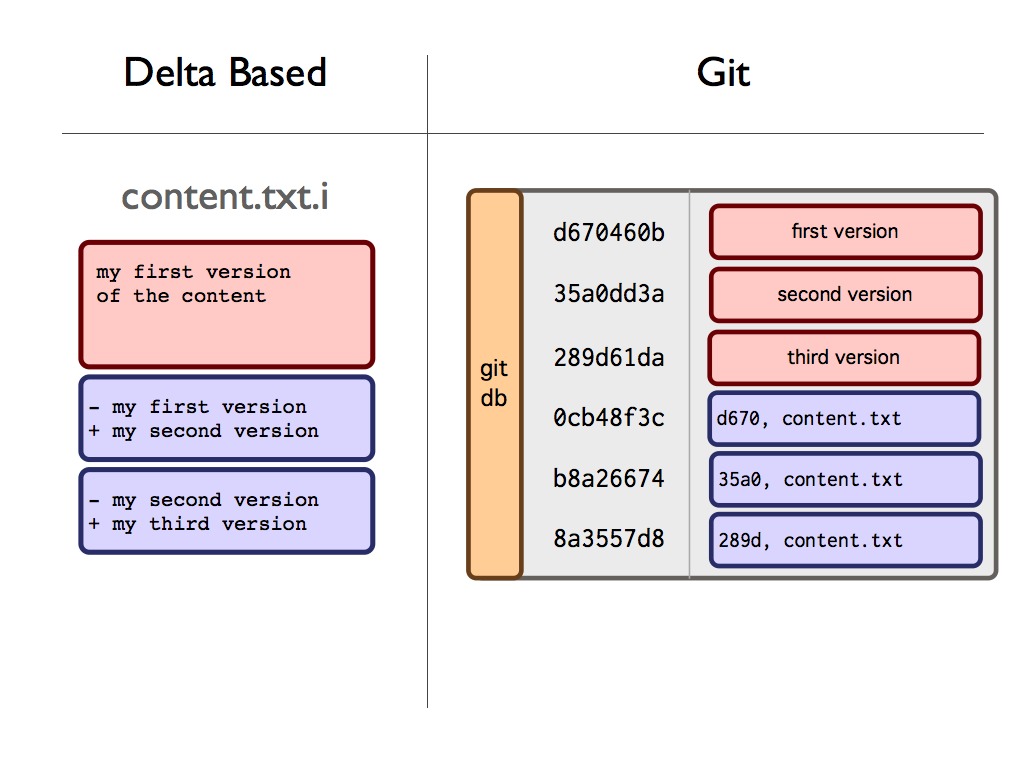 Delta Based
Git
content.txt.i
my first version
of the content
- my first version
+ my second version
- my second version
+ my third version
git
db
d670460b
first version
35a0dd3a
second version
289d61da
third version
0cb48f3c
d670, content.txt
b8a26674
35a0, content.txt
8a3557d8
289d, content.txt